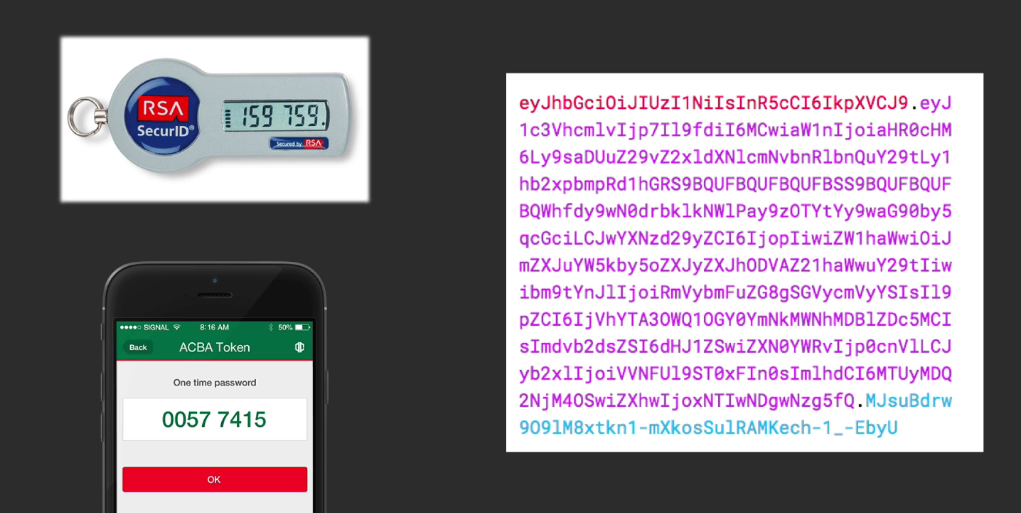 RSA
SecurID®
159 759
Secured by RSA
SIGNAL
8:16 AM
50%
Back
ACBA Token
One time password
0057 7415
OK
eyJhbGciOiJIUzI1NiIsInR5cCI6IkpXVCJ9.eyJ
1c3VhcmlvIjp7Il9fdiI6MCwiaW1nIjoiaHR0cHM
6Ly9saDUuZ29vZ2xldXNlcmNvbnRlbnQuY29tLy1
hb2xpbmpRd1hGRS9BQUFBQUFBQUFBSS9BQUFBQUF
BQWhfdy9wN0drbklkNWlPay9zOTYtYy9waG90by5
qcGciLCJwYXNzd29yZCI6IjopIiwiZW1haWwiOiJ
mZXJuYW5kby5oZXJyZXJhODVAZ21haWwuY29tIiw
ibm9tYnJlIjoiRmVybmFuZG8gSGVycmVyYSIsIl9
pZCI6IjVhYTA3OWQ1OGY0YmNkMWNhMDBlZDc5MCI
sImdvb2dsZSI6dHJ1ZSwiZXN0YWRvIjp0cnVlLCJ
yb2xlIjoiVVNFUl9ST0xFIn0sImlhdCI6MTUyMDQ
2NjM4OSwiZXhwIjoxNTIwNDgwNzg5fQ.MJsuBdrw
9O9lM8xtkn1-mXkosSulRAMKech-1_-EbyU